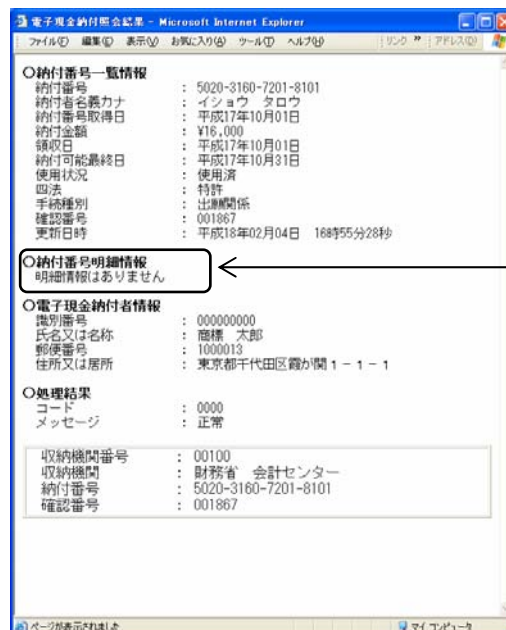 電子現金納付照会結果 - Microsoft Internet Explorer
ファイル(F) 編集(E) 表示(V) お気に入り(A) ツール(T) ヘルプ(H) リンク » アドレス(D)
○納付番号一覧情報
納付番号 : 5020-3160-7201-8101
納付者名義カナ : イショウ タロウ
納付番号取得日 : 平成17年10月01日
納付金額 : ¥16,000
領収日 : 平成17年10月01日
納付可能最終日 : 平成17年10月31日
使用状況 : 使用済
四法 : 特許
手続種別 : 出願関係
確認番号 : 001867
更新日時 : 平成18年02月04日 16時55分28秒
○納付番号明細情報
明細情報はありません
○電子現金納付者情報
識別番号 : 000000000
氏名又は名称 : 商標 太郎
郵便番号 : 1000013
住所又は居所 : 東京都千代田区霞が関1-1-1
○処理結果
コード : 0000
メッセージ : 正常
収納機関番号 : 00100
収納機関 : 財務省 会計センター
納付番号 : 5020-3160-7201-8101
確認番号 : 001867
ページが表示されました マイ コンピュータ